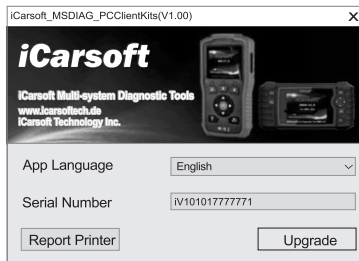 iCarsoft_MSDIAG_PCClientKits(V1.00) X
iCarsoft
iCarsoft Multi-system Diagnostic Tools
www.icarsoftech.de
iCarsoft Technology Inc.
App Language English
Serial Number iV101017777771
Report Printer Upgrade